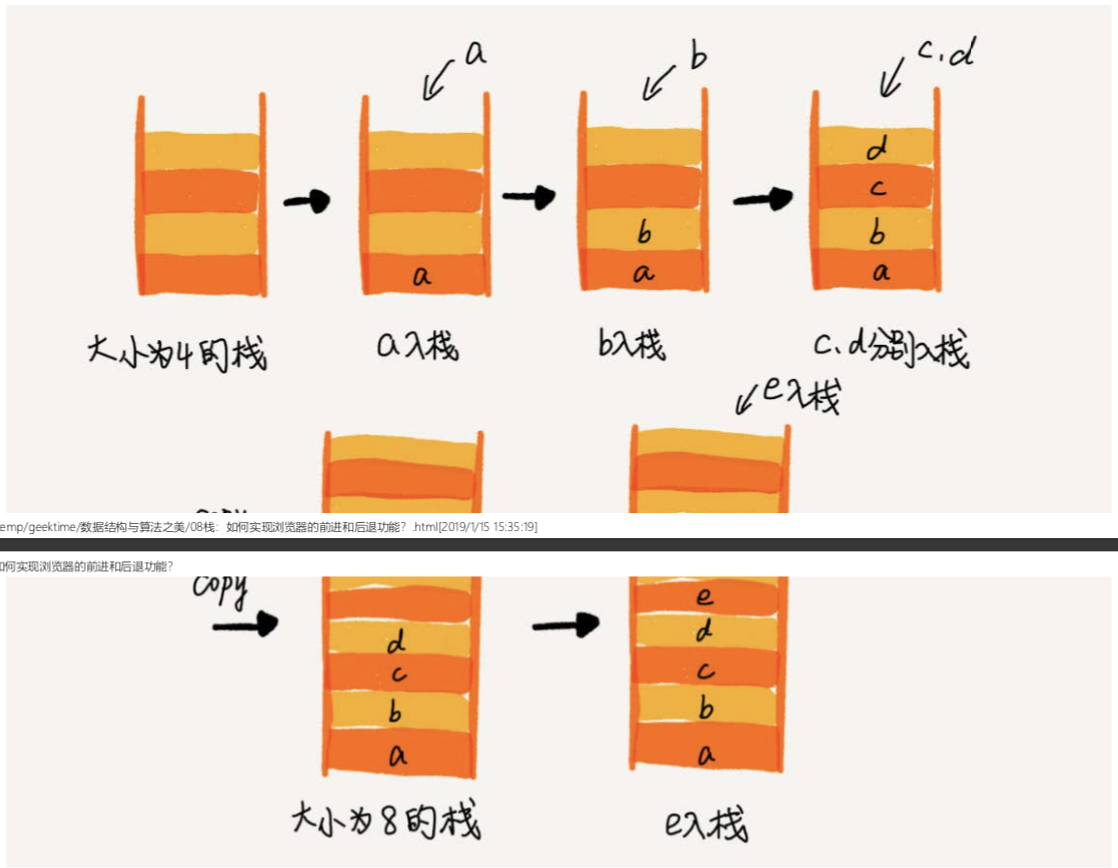 a
b
c.d
d
c
b b
a a a
大小为4的栈
a入栈
b入栈
c.d分别入栈
e入栈
emp/geektime/数据结构与算法之美/08栈：如何实现浏览器的前进和后退功能？.html[2019/1/15 15:35:19]
如何实现浏览器的前进和后退功能？
copy
e
d d
c c
b b
a a
大小为8的栈
e入栈